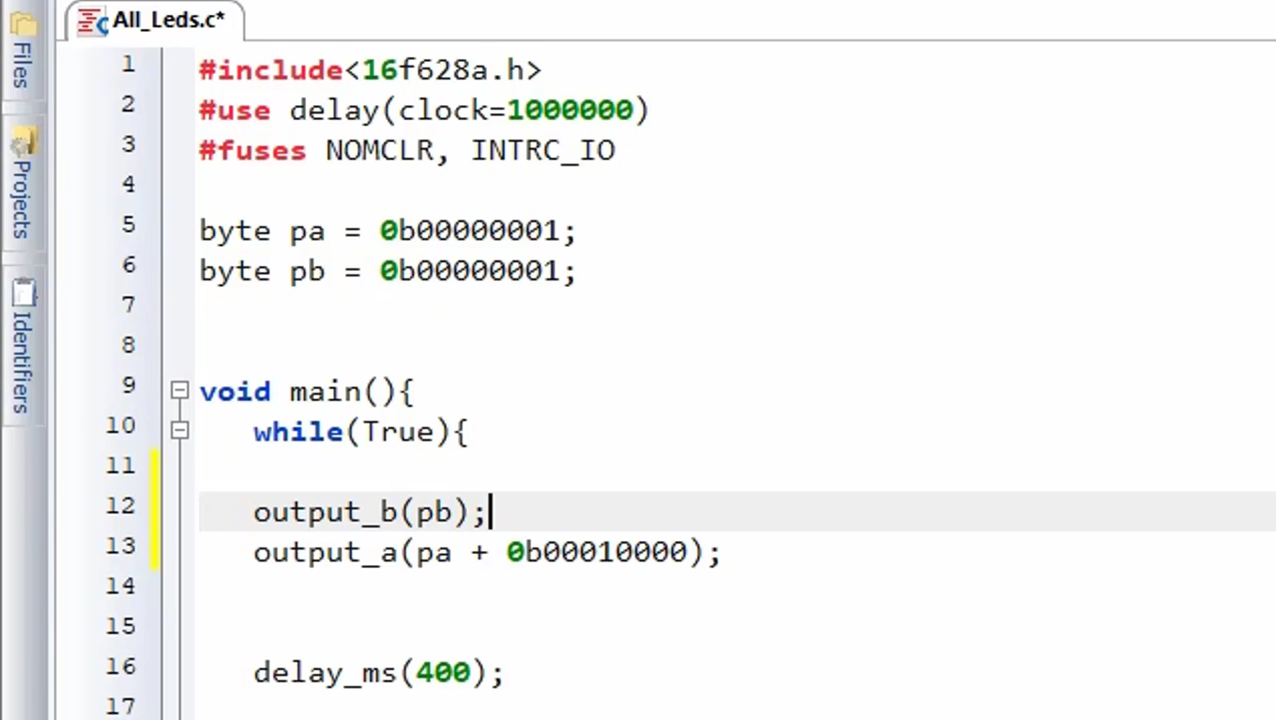 All_Leds.c*
Files
Projects
Identifiers
1 #include<16f628a.h>
2 #use delay(clock=1000000)
3 #fuses NOMCLR, INTRC_IO
4
5 byte pa = 0b00000001;
6 byte pb = 0b00000001;
7
8
9 void main(){
10 while(True){
11
12 output_b(pb);
13 output_a(pa + 0b00010000);
14
15
16 delay_ms(400);
17